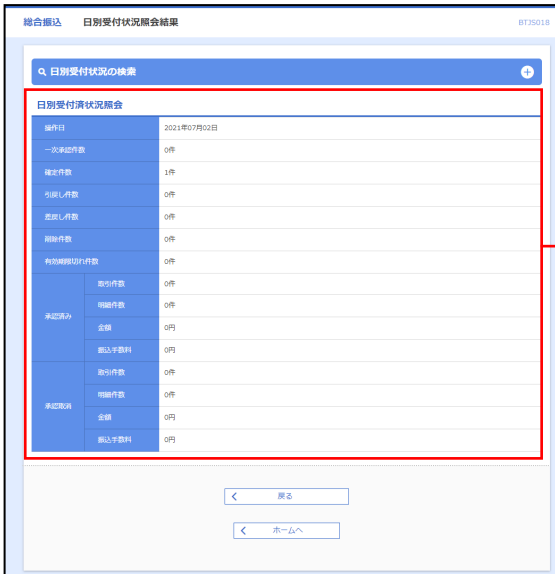 総合振込 日別受付状況照会結果 BTJS018
日別受付状況の検索
日別受付済状況照会
操作日 2021年07月02日
一次承認件数 0件
確定件数 1件
引戻し件数 0件
差戻し件数 0件
削除件数 0件
有効期限切れ件数 0件
承認済み
取引件数 0件
明細件数 0件
金額 0円
振込手数料 0円
承認取消
取引件数 0件
明細件数 0件
金額 0円
振込手数料 0円
戻る
ホームへ